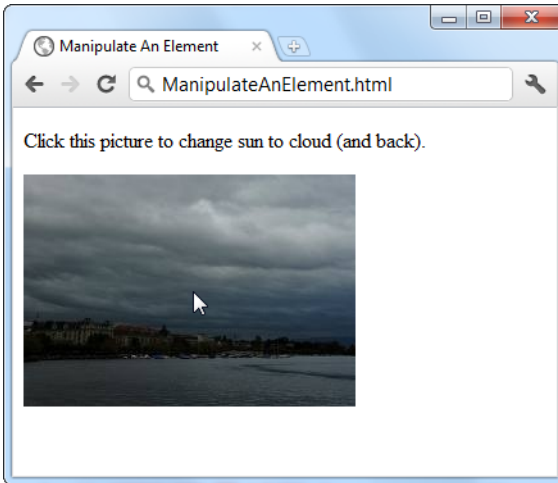 Manipulate An Element
ManipulateAnElement.html
Click this picture to change sun to cloud (and back).